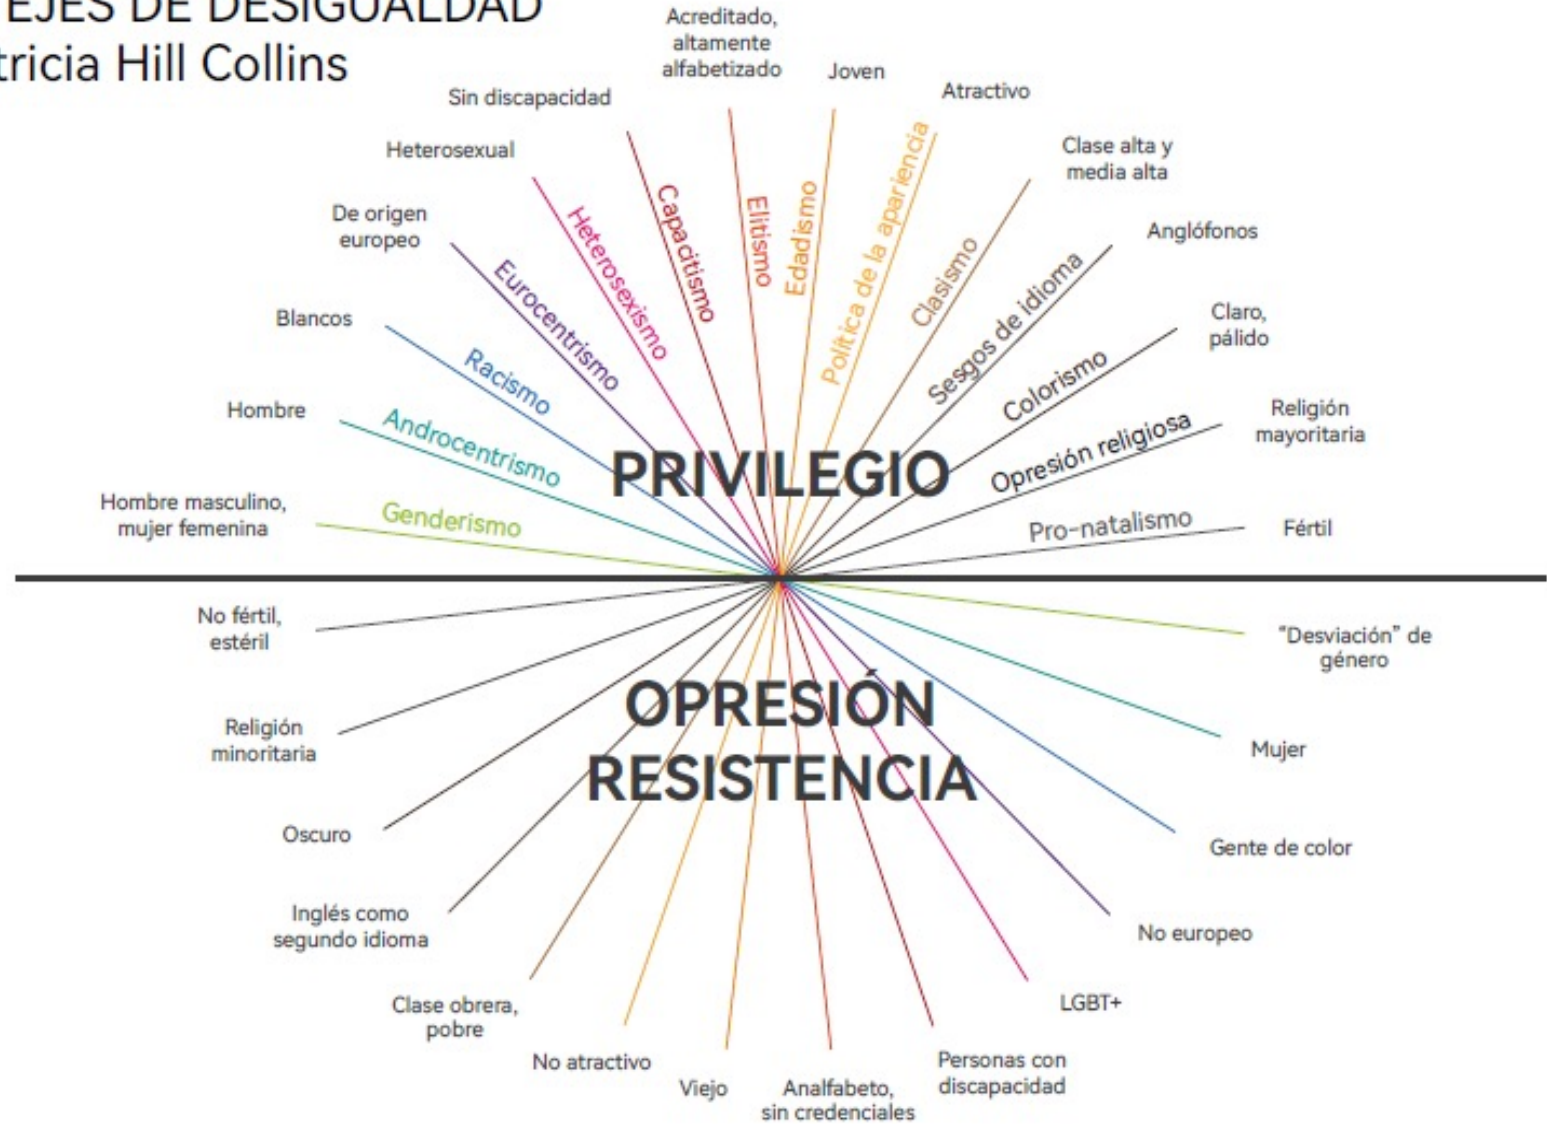 EJES DE DESIGUALDAD
tricia Hill Collins
Acreditado,
altamente
alfabetizado
Joven
Atractivo
Sin discapacidad
Heterosexual
Clase alta y
media alta
De origen
europeo
Anglófonos
Blancos
Claro,
pálido
Hombre
Religión
mayoritaria
Hombre masculino,
mujer femenina
Fértil
Genderismo
Androcentrismo
Racismo
Eurocentrismo
Heterosexismo
Capacitismo
Elitismo
Edadismo
Política de la apariencia
Clasismo
Sesgos de idioma
Colorismo
Opresión religiosa
Pro-natalismo
PRIVILEGIO
OPRESIÓN
RESISTENCIA
No fértil,
estéril
"Desviación" de
género
Religión
minoritaria
Mujer
Oscuro
Gente de color
Inglés como
segundo idioma
No europeo
Clase obrera,
pobre
LGBT+
No atractivo
Viejo
Analfabeto,
sin credenciales
Personas con
discapacidad